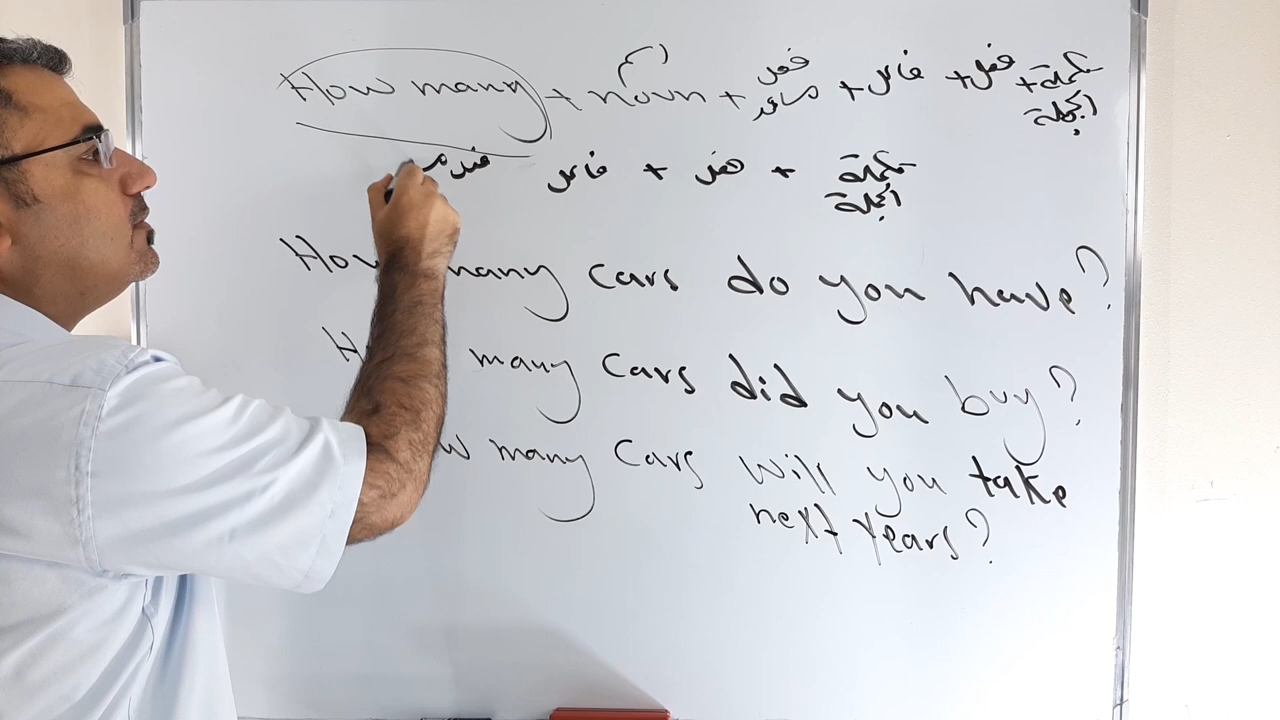 How many + noun + فعل مساعد + فاعل + فعل + تكملة الجملة
فاعل + فعل + تكملة الجملة
How many cars do you have?
many cars did you buy?
many cars will you take
next years?